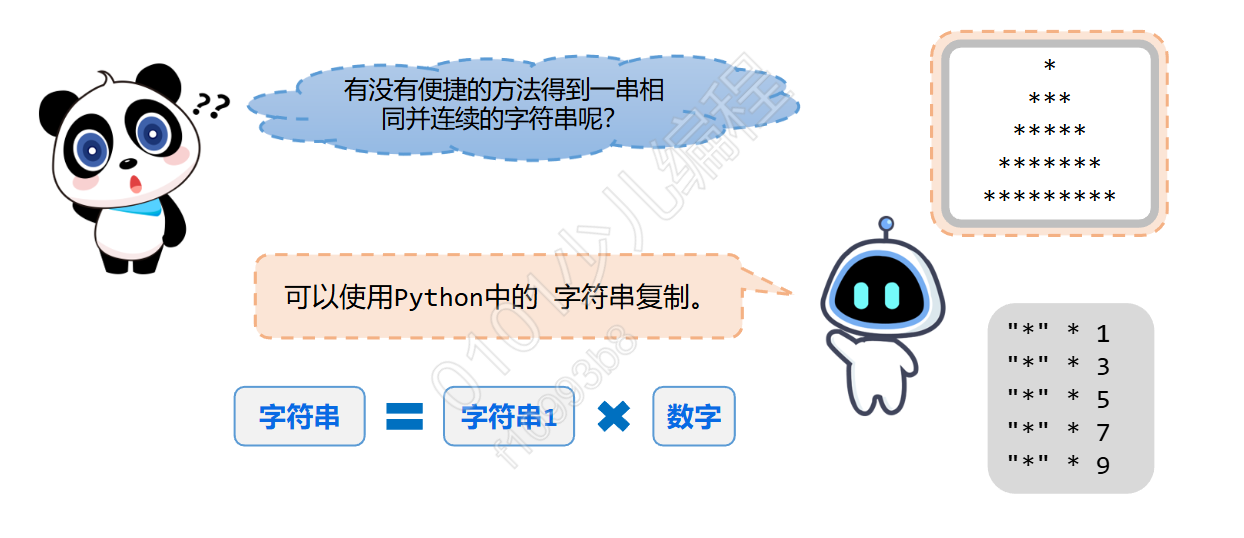 ??
有没有便捷的方法得到一串相
同并连续的字符串呢?
*
***
*****
*******
*********
可以使用Python中的 字符串复制。
字符串 = 字符串1 ✖ 数字
"*" * 1
"*" * 3
"*" * 5
"*" * 7
"*" * 9
0101少儿编程
f10993b8